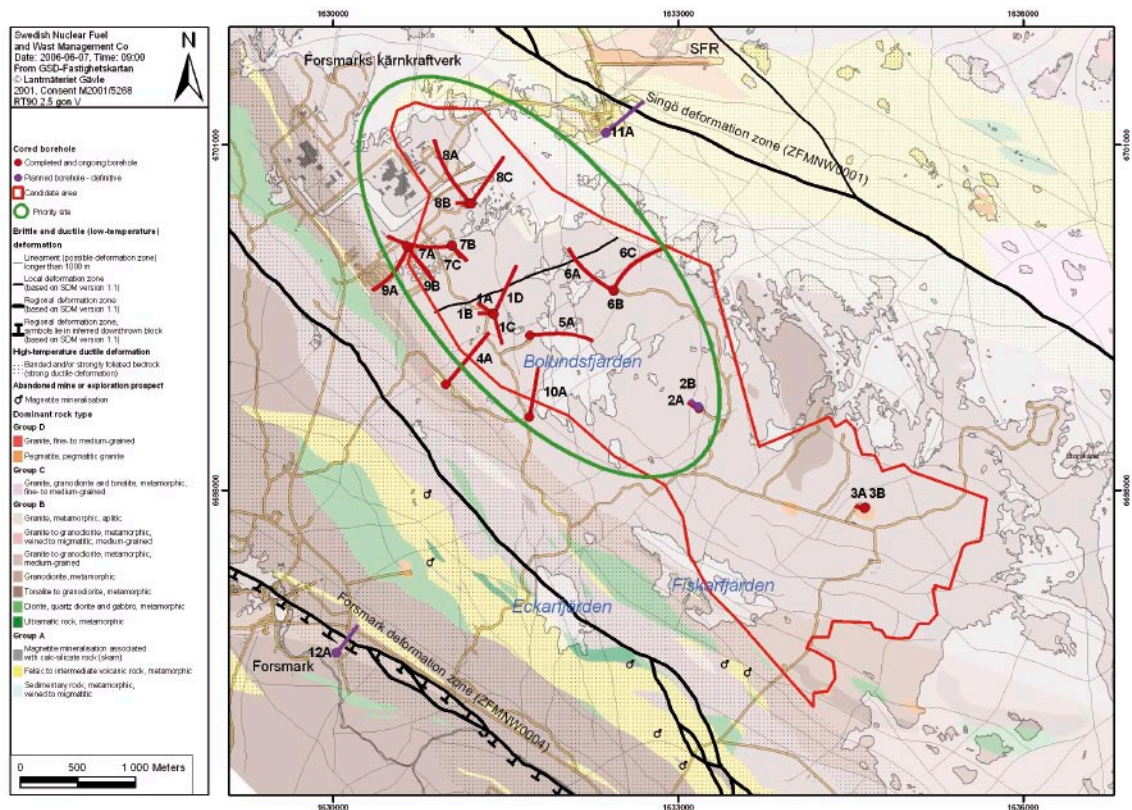 Swedish Nuclear Fuel
and Wast Management Co
Date: 2006-06-07, Time: 09:00
From GSD-Fastighetskartan
© Lantmäteriet Gävle
2001, Consent M2001/5268
RT90 2.5 gon V
N
Cored borehole
Completed and ongoing borehole
Planned borehole - definitive
Candidate area
Priority site
Brittle and ductile (low-temperature)
deformation
Lineament (possible deformation zone)
longer than 1000 m
Local deformation zone
(based on SDM version 1.1)
Regional deformation zone
(based on SDM version 1.1)
Regional deformation zone,
symbols lie in inferred downthrown block
(based on SDM version 1.1)
High-temperature ductile deformation
Banded and/or strongly foliated bedrock
(strong ductile deformation)
Abandoned mine or exploration prospect
Magnetite mineralisation
Dominant rock type
Group D
Granite, fine- to medium-grained
Pegmatite, pegmatitic granite
Group C
Granite, granodiorite and tonalite, metamorphic,
fine- to medium-grained
Group B
Granite, metamorphic, aplitic
Granite to granodiorite, metamorphic,
veined to migmatitic, medium-grained
Granite to granodiorite, metamorphic,
medium-grained
Granodiorite, metamorphic
Tonalite to granodiorite, metamorphic
Diorite, quartz diorite and gabbro, metamorphic
Ultramafic rock, metamorphic
Group A
Magnetite mineralisation associated
with calc-silicate rock (skarn)
Felsic to intermediate volcanic rock, metamorphic
Sedimentary rock, metamorphic,
veined to migmatitic
0 500 1 000 Meters
1630000 1633000 1636000
6701000
6701000
6698000
6698000
1630000 1633000 1636000
Forsmarks kärnkraftverk
SFR
Singö deformation zone (ZFMNW0001)
11A
8A
8C
8B
7B
7A
7C
9A
9B
6A
6C
6B
1A
1D
1B
1C
5A
4A
Bolundsfjärden
10A
2B
2A
3A 3B
Fiskarfjärden
Eckarfjärden
Forsmark deformation zone (ZFMNW0004)
12A
Forsmark